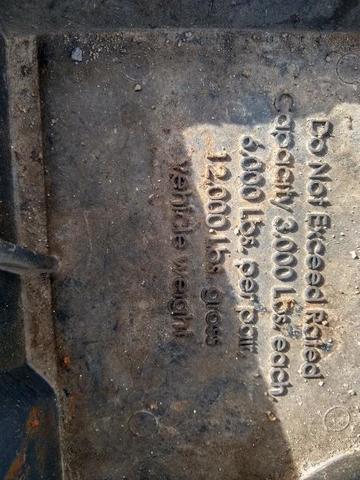 Do Not Exceed Rated
Capacity 3,000 Lbs. each,
6,000 Lbs. per pair
12,000 Lbs. gross
vehicle weight